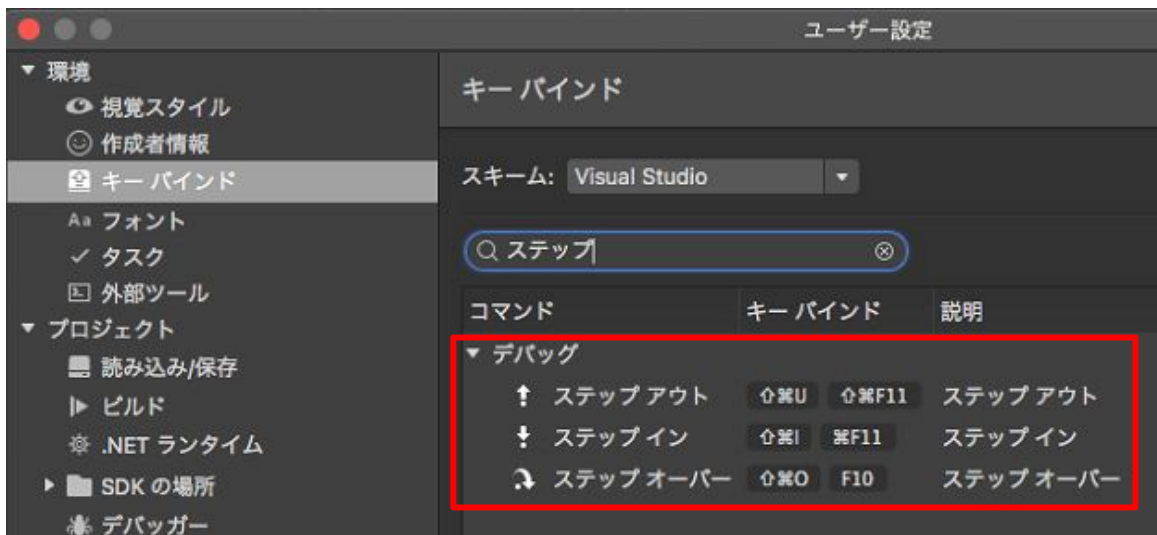 ユーザー設定
環境
視覚スタイル
作成者情報
キー バインド
Aa フォント
タスク
外部ツール
プロジェクト
読み込み/保存
ビルド
.NET ランタイム
SDK の場所
デバッガー
キー バインド
スキーム: Visual Studio
ステップ
コマンド キー バインド 説明
デバッグ
ステップ アウト ⇧⌘U ⇧⌘F11 ステップ アウト
ステップ イン ⇧⌘I ⌘F11 ステップ イン
ステップ オーバー ⇧⌘O F10 ステップ オーバー